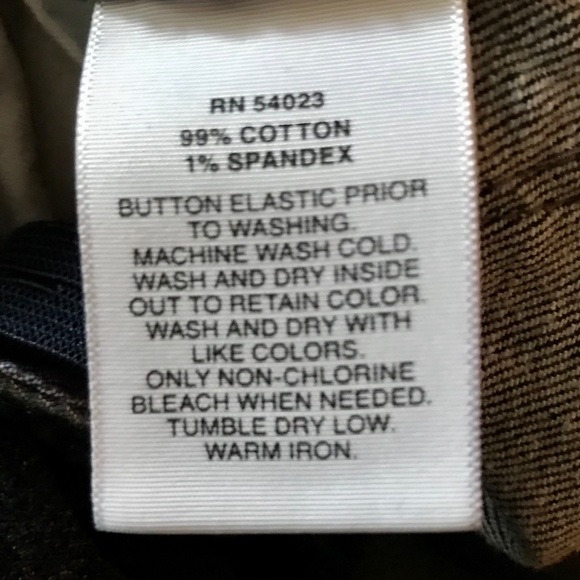 RN 54023
99% COTTON
1% SPANDEX
BUTTON ELASTIC PRIOR
TO WASHING.
MACHINE WASH COLD.
WASH AND DRY INSIDE
OUT TO RETAIN COLOR.
WASH AND DRY WITH
LIKE COLORS.
ONLY NON-CHLORINE
BLEACH WHEN NEEDED.
TUMBLE DRY LOW.
WARM IRON.